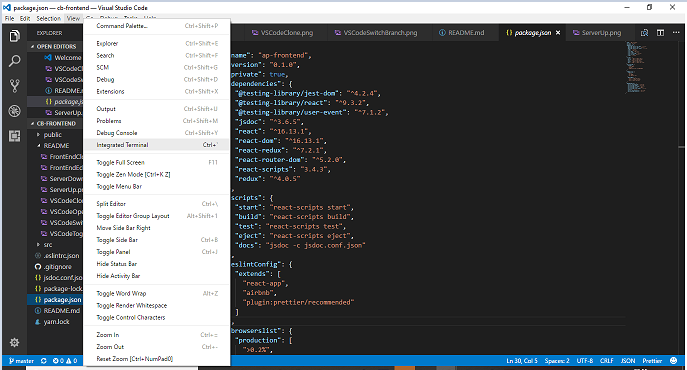 package.json — cb-frontend — Visual Studio Code
File Edit Selection View Go Debug Tasks Help
EXPLORER
OPEN EDITORS
Welcome
VSCodeCl
VSCodeSw
README.m
package.js
ServerUp.
CB-FRONTEND
public
README
FrontEndCl
FrontEndEd
ServerDown
ServerUp.pn
VSCodeClo
VSCodeOpe
VSCodeSwit
VSCodeTog
src
.eslintrc.json
.gitignore
jsdoc.conf.json
package-lock.
package.json
README.md
yarn.lock
Command Palette... Ctrl+Shift+P
Explorer Ctrl+Shift+E
Search Ctrl+Shift+F
SCM Ctrl+Shift+G
Debug Ctrl+Shift+D
Extensions Ctrl+Shift+X
Output Ctrl+Shift+U
Problems Ctrl+Shift+M
Debug Console Ctrl+Shift+Y
Integrated Terminal Ctrl+`
Toggle Full Screen F11
Toggle Zen Mode [Ctrl+K Z]
Toggle Menu Bar
Split Editor Ctrl+\
Toggle Editor Group Layout Alt+Shift+1
Move Side Bar Right
Toggle Side Bar Ctrl+B
Toggle Panel Ctrl+J
Hide Status Bar
Hide Activity Bar
Toggle Word Wrap Alt+Z
Toggle Render Whitespace
Toggle Control Characters
Zoom In Ctrl+=
Zoom Out Ctrl+-
Reset Zoom [Ctrl+NumPad0]
VSCodeClone.png VSCodeSwitchBranch.png README.md package.json ServerUp.png
name": "ap-frontend",
version": "0.1.0",
private": true,
dependencies": {
"@testing-library/jest-dom": "^4.2.4",
"@testing-library/react": "^9.3.2",
"@testing-library/user-event": "^7.1.2",
"jsdoc": "^3.6.5",
"react": "^16.13.1",
"react-dom": "^16.13.1",
"react-redux": "^7.2.1",
"react-router-dom": "^5.2.0",
"react-scripts": "3.4.3",
"redux": "^4.0.5"
,
scripts": {
"start": "react-scripts start",
"build": "react-scripts build",
"test": "react-scripts test",
"eject": "react-scripts eject",
"docs": "jsdoc -c jsdoc.conf.json"
,
eslintConfig": {
"extends": [
"react-app",
"airbnb",
"plugin:prettier/recommended"
]
,
browserslist": {
"production": [
">0.2%",
master 0 0 Ln 30, Col 5 Spaces: 2 UTF-8 CRLF JSON Prettier